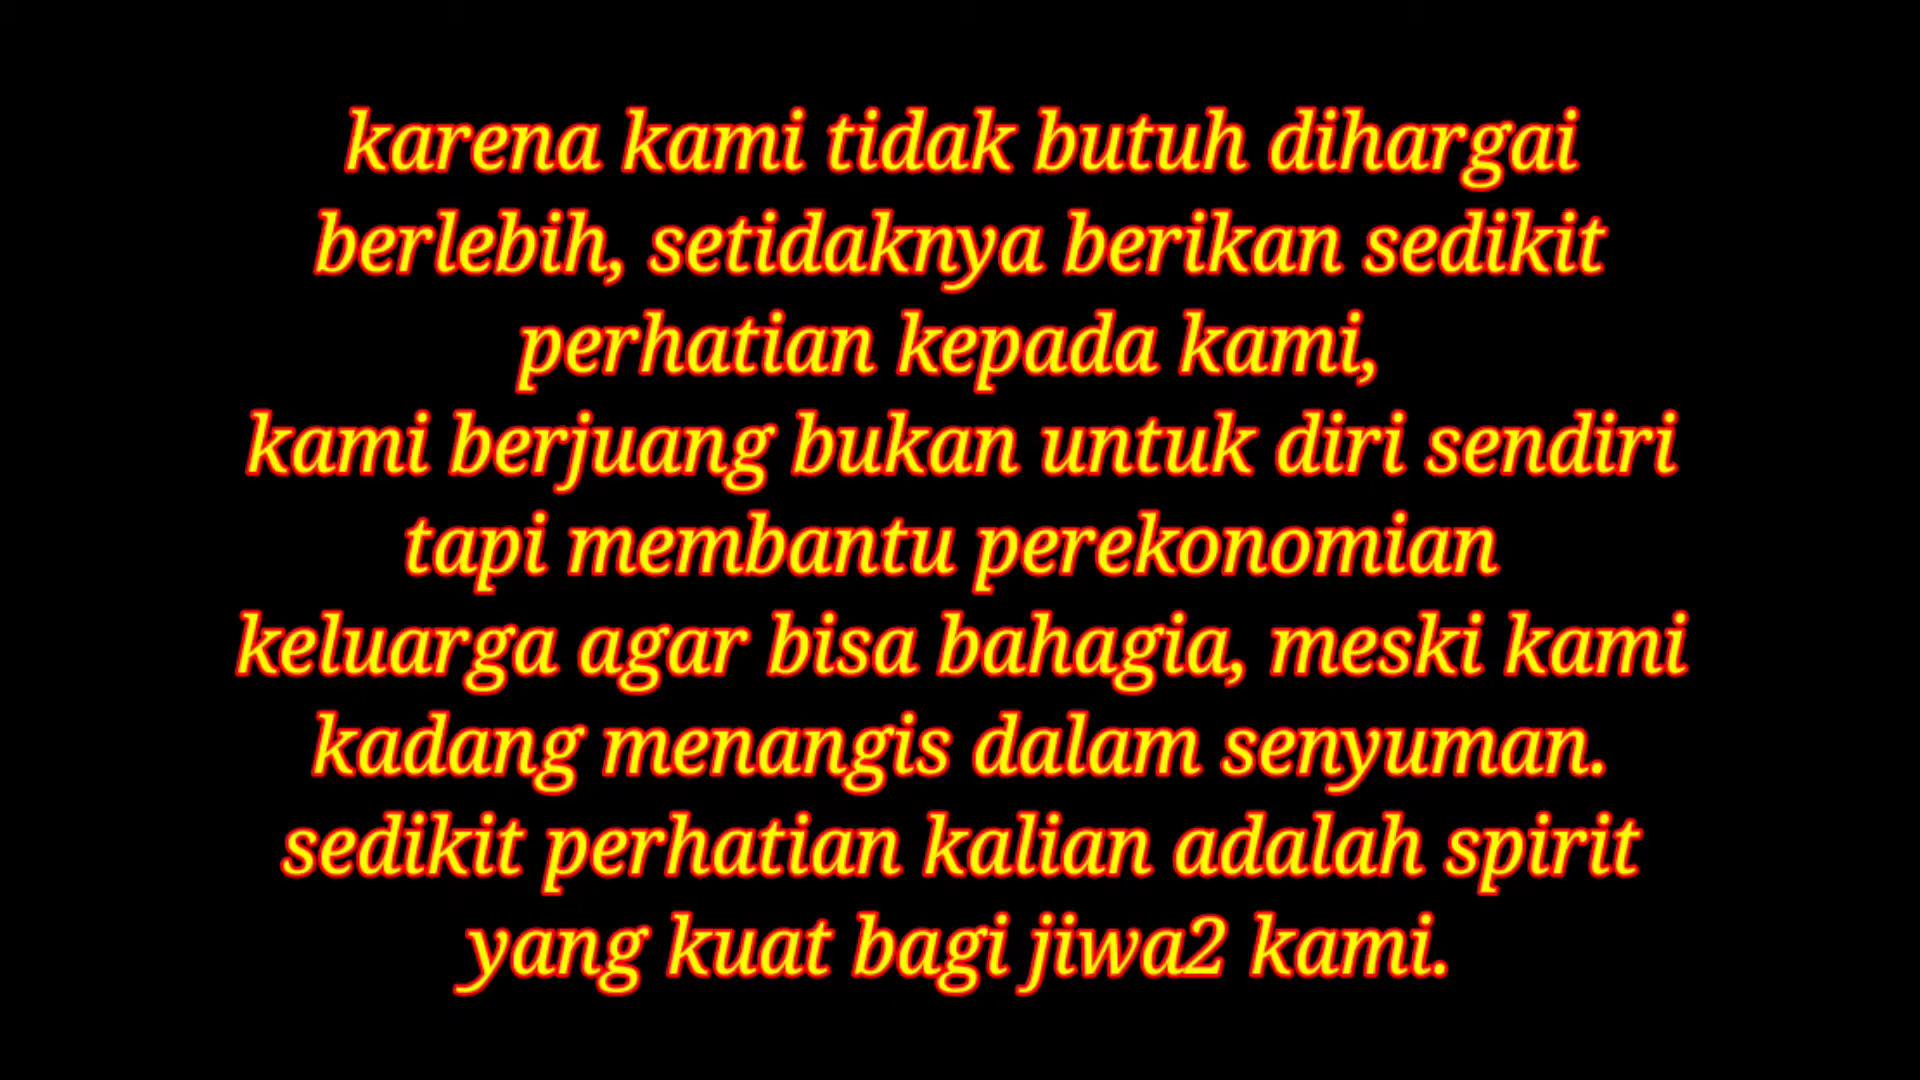 karena kami tidak butuh dihargai
berlebih, setidaknya berikan sedikit
perhatian kepada kami,
kami berjuang bukan untuk diri sendiri
tapi membantu perekonomian
keluarga agar bisa bahagia, meski kami
kadang menangis dalam senyuman.
sedikit perhatian kalian adalah spirit
yang kuat bagi jiwa2 kami.